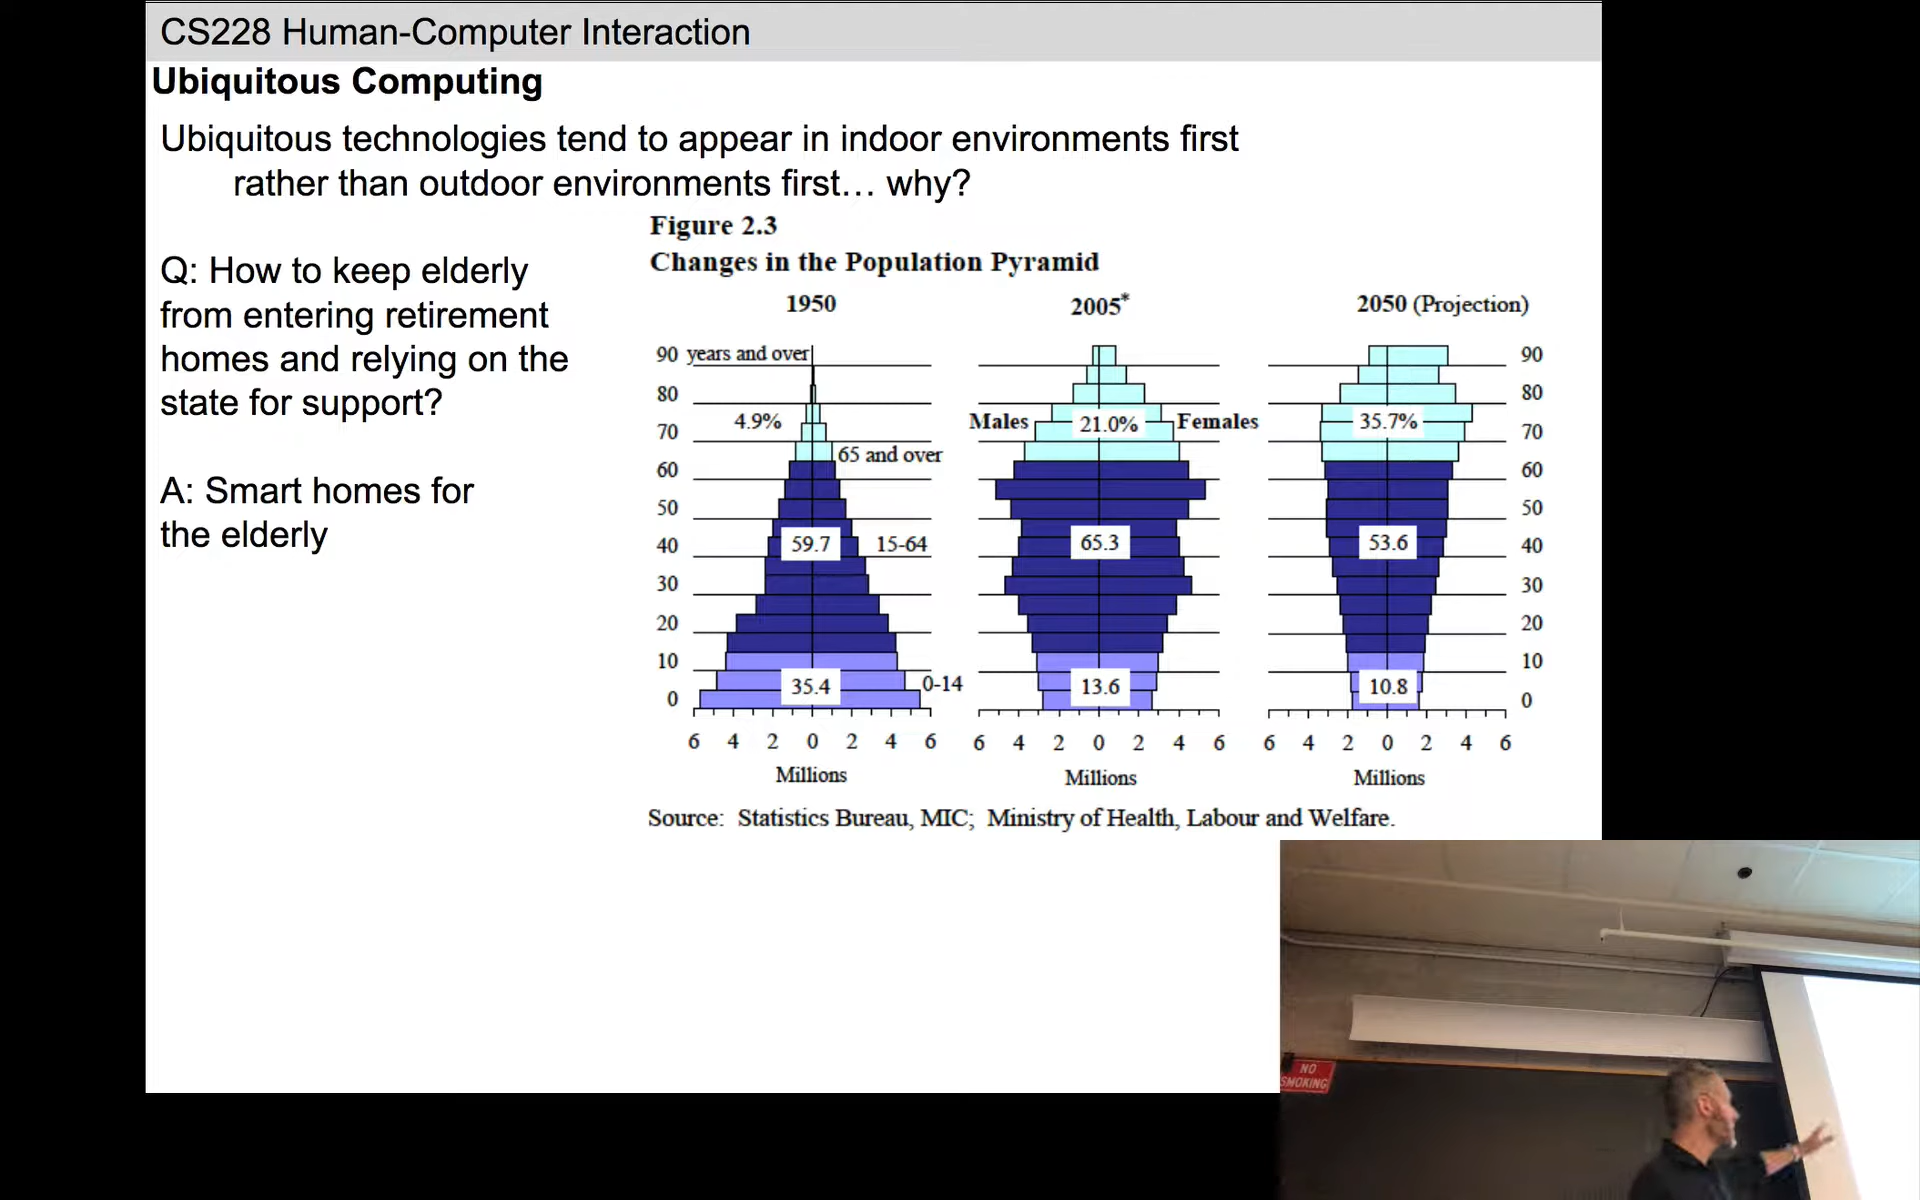 CS228 Human-Computer Interaction
Ubiquitous Computing
Ubiquitous technologies tend to appear in indoor environments first
rather than outdoor environments first… why?
Q: How to keep elderly
from entering retirement
homes and relying on the
state for support?
A: Smart homes for
the elderly
Figure 2.3
Changes in the Population Pyramid
1950 2005* 2050 (Projection)
90 years and over 90
80 80
4.9% Males 21.0% Females 35.7%
70 70
65 and over
60 60
50 50
59.7 15-64 65.3 53.6
40 40
30 30
20 20
10 10
35.4 0-14 13.6 10.8
0 0
6 4 2 0 2 4 6 6 4 2 0 2 4 6 6 4 2 0 2 4 6
Millions Millions Millions
Source: Statistics Bureau, MIC; Ministry of Health, Labour and Welfare.
NO
SMOKING